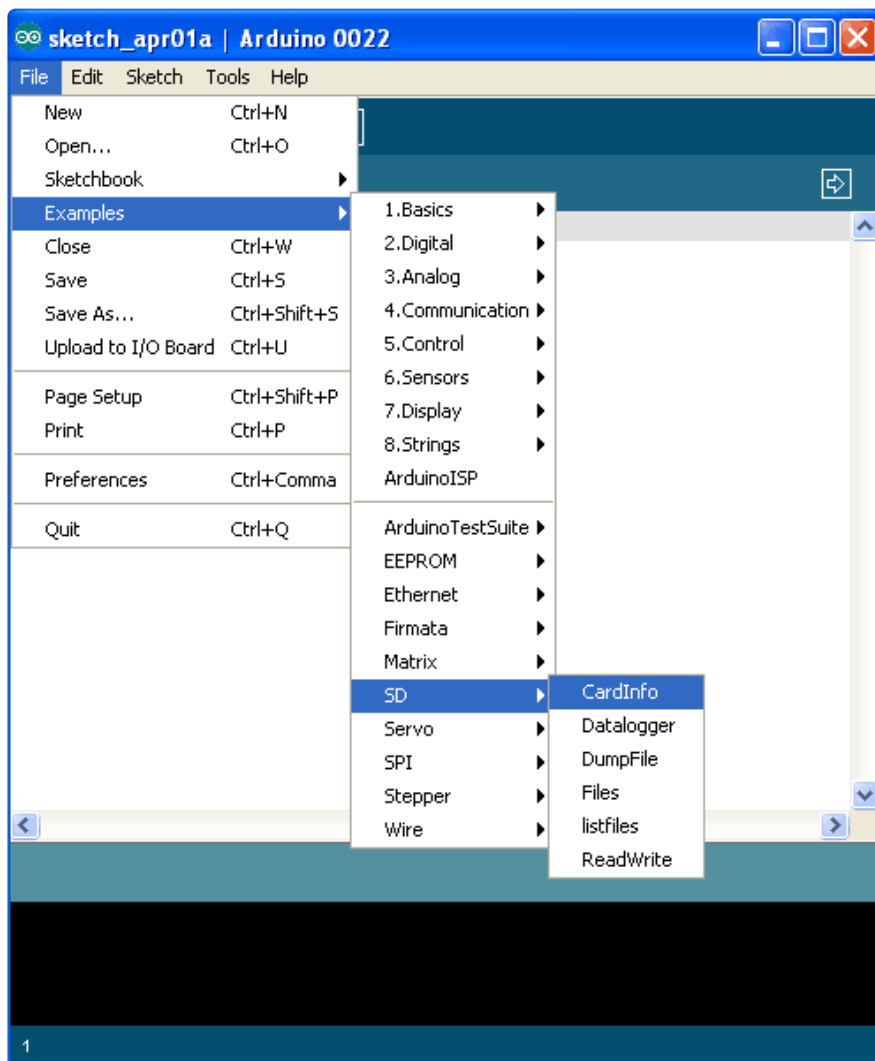 sketch_apr01a | Arduino 0022
File Edit Sketch Tools Help
New Ctrl+N
Open... Ctrl+O
Sketchbook
Examples
Close Ctrl+W
Save Ctrl+S
Save As... Ctrl+Shift+S
Upload to I/O Board Ctrl+U
Page Setup Ctrl+Shift+P
Print Ctrl+P
Preferences Ctrl+Comma
Quit Ctrl+Q
1.Basics
2.Digital
3.Analog
4.Communication
5.Control
6.Sensors
7.Display
8.Strings
ArduinoISP
ArduinoTestSuite
EEPROM
Ethernet
Firmata
Matrix
SD
Servo
SPI
Stepper
Wire
CardInfo
Datalogger
DumpFile
Files
listfiles
ReadWrite
1